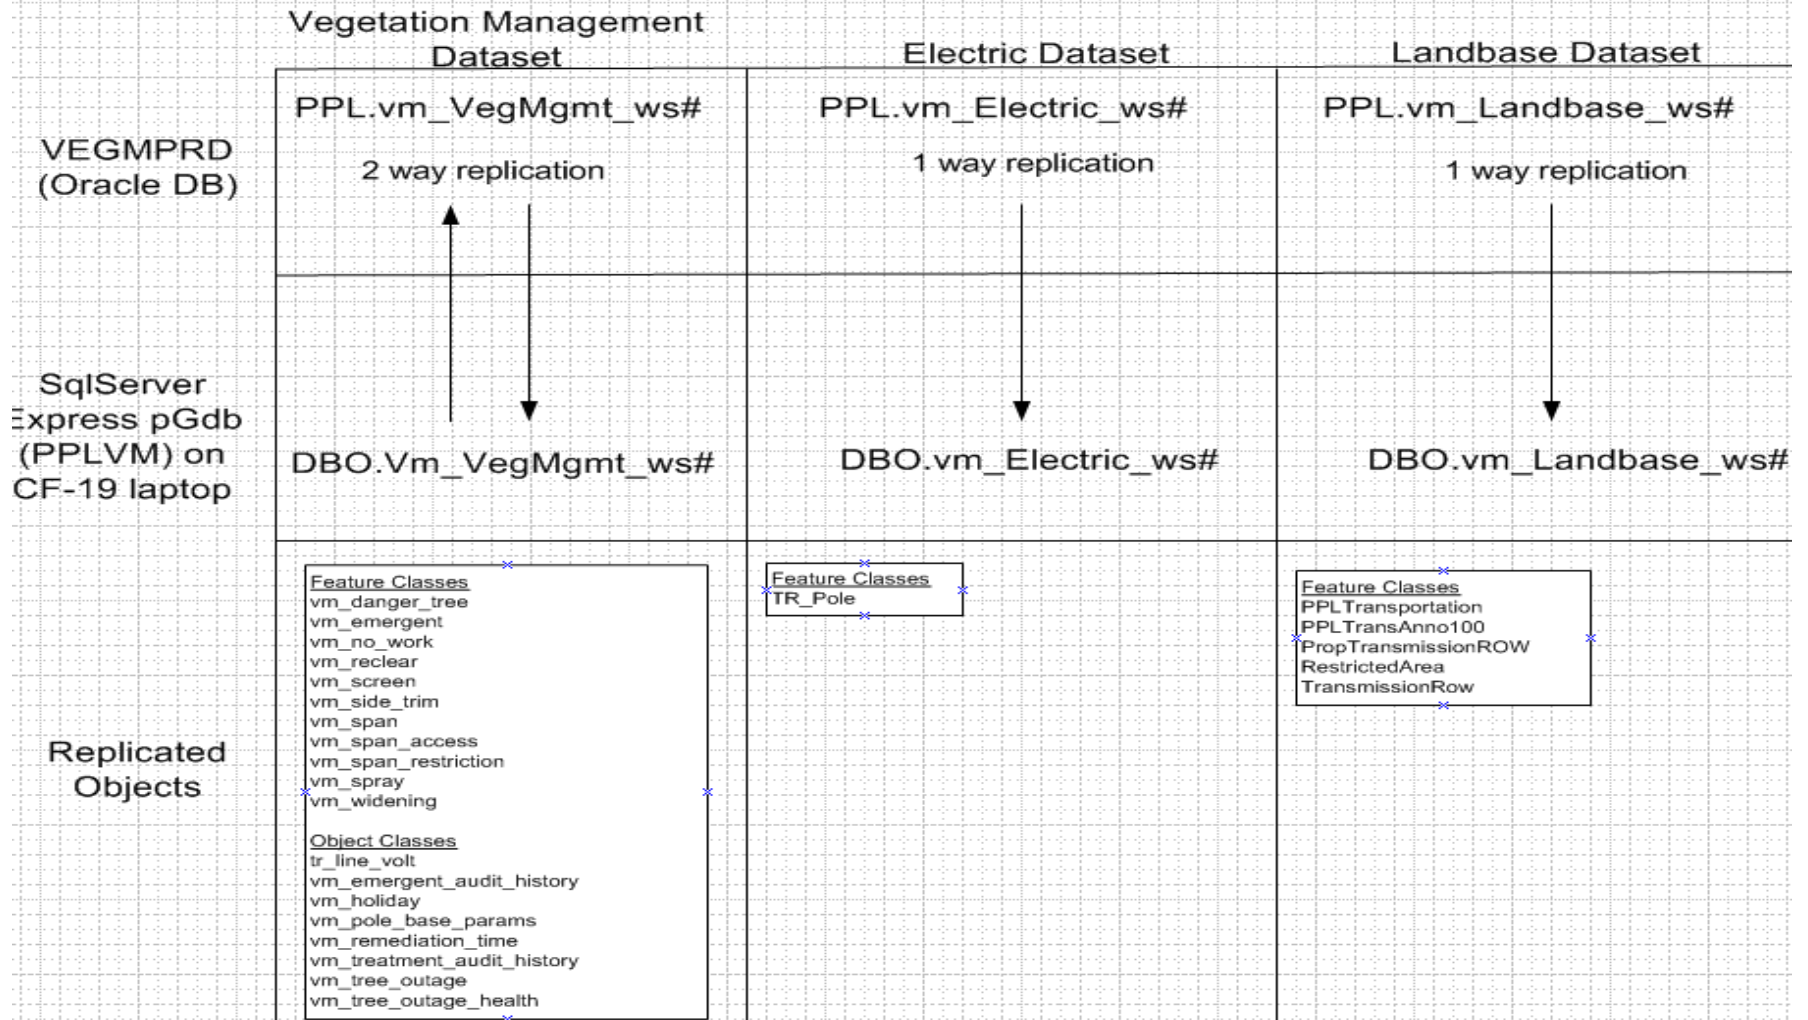 Vegetation Management
Dataset
Electric Dataset
Landbase Dataset
VEGMPRD
(Oracle DB)
PPL.vm_VegMgmt_ws#
2 way replication
PPL.vm_Electric_ws#
1 way replication
PPL.vm_Landbase_ws#
1 way replication
SqlServer
Express pGdb
(PPLVM) on
CF-19 laptop
DBO.Vm_VegMgmt_ws#
DBO.vm_Electric_ws#
DBO.vm_Landbase_ws#
Replicated
Objects
Feature Classes
vm_danger_tree
vm_emergent
vm_no_work
vm_reclear
vm_screen
vm_side_trim
vm_span
vm_span_access
vm_span_restriction
vm_spray
vm_widening
Object Classes
tr_line_volt
vm_emergent_audit_history
vm_holiday
vm_pole_base_params
vm_remediation_time
vm_treatment_audit_history
vm_tree_outage
vm_tree_outage_health
Feature Classes
TR_Pole
Feature Classes
PPLTransportation
PPLTransAnno100
PropTransmissionROW
RestrictedArea
TransmissionRow